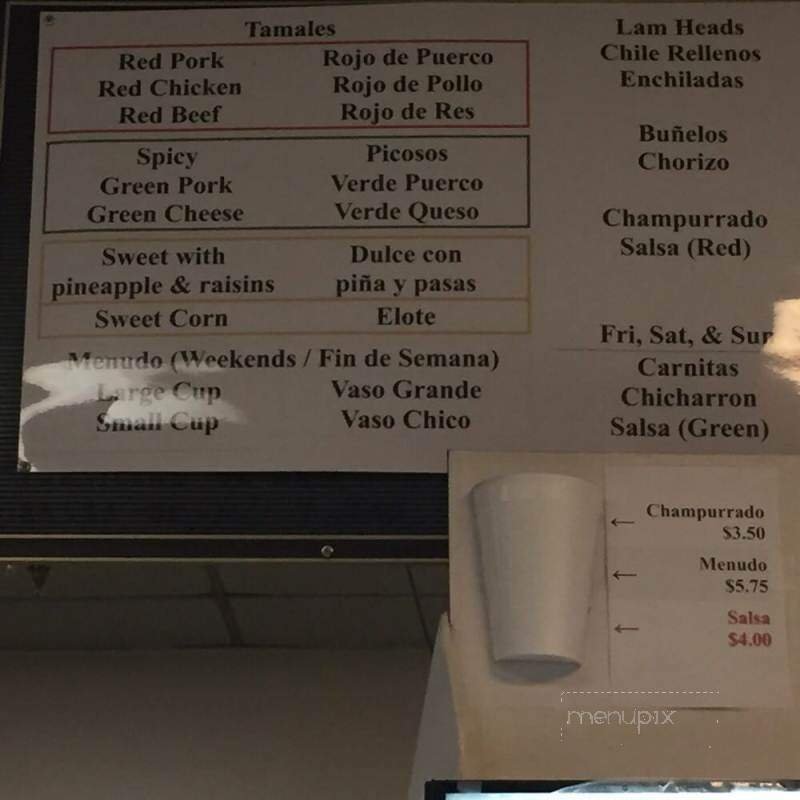 Tamales
Red Pork Rojo de Puerco
Red Chicken Rojo de Pollo
Red Beef Rojo de Res
Spicy Picosos
Green Pork Verde Puerco
Green Cheese Verde Queso
Sweet with Dulce con
pineapple & raisins piña y pasas
Sweet Corn Elote
Menudo (Weekends / Fin de Semana)
Large Cup Vaso Grande
Small Cup Vaso Chico
Lam Heads
Chile Rellenos
Enchiladas
Buñelos
Chorizo
Champurrado
Salsa (Red)
Fri, Sat, & Sun
Carnitas
Chicharron
Salsa (Green)
← Champurrado
$3.50
← Menudo
$5.75
← Salsa
$4.00
menupix